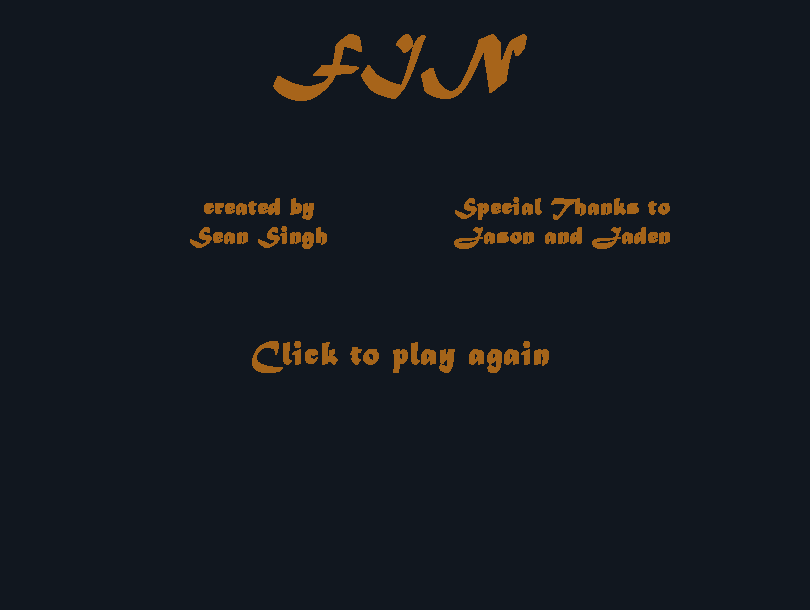 FIN
created by
Sean Singh
Special Thanks to
Jason and Jaden
Click to play again